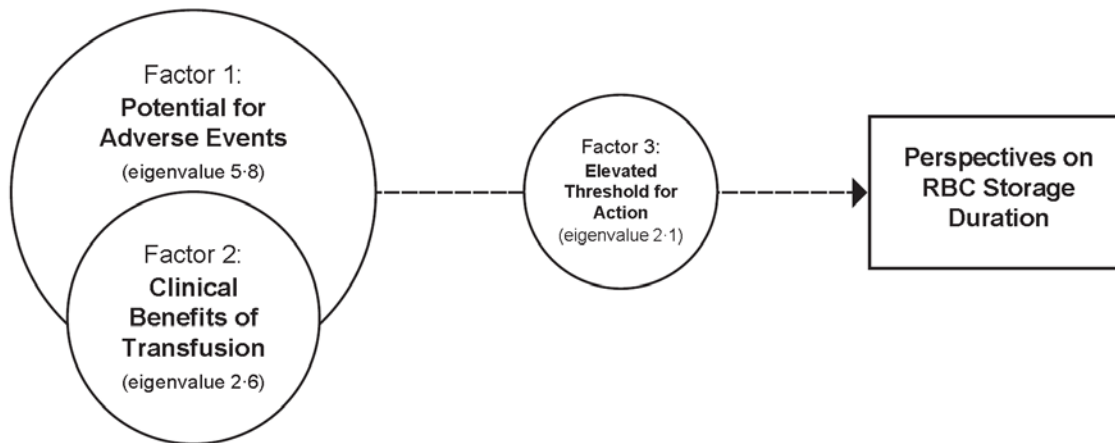 Factor 1:
Potential for
Adverse Events
(eigenvalue 5·8)
Factor 2:
Clinical
Benefits of
Transfusion
(eigenvalue 2·6)
Factor 3:
Elevated
Threshold for
Action
(eigenvalue 2·1)
Perspectives on
RBC Storage
Duration